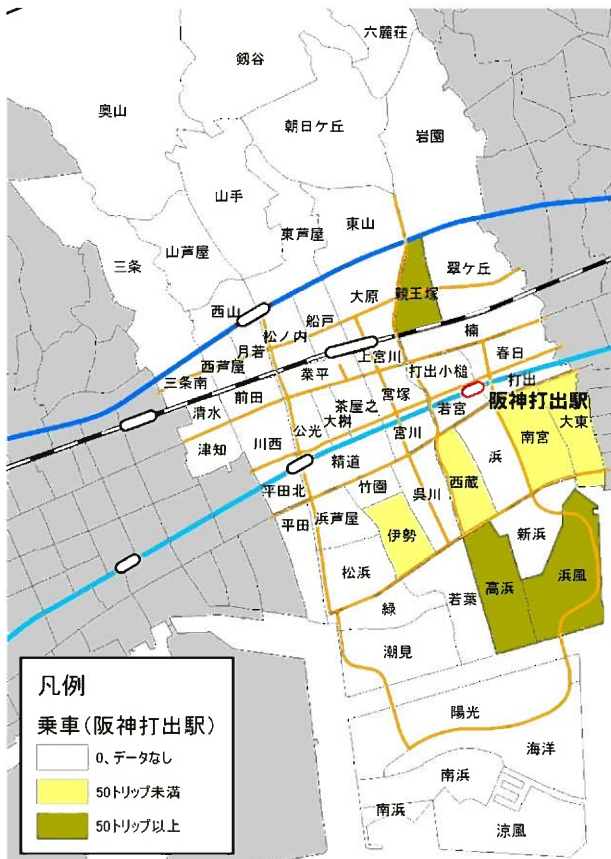 六麓荘
剱谷
奥山
朝日ケ丘
岩園
山手
東山
東芦屋
山芦屋
三条
翠ケ丘
親王塚
大原
西山
船戸
松ノ内
楠
月若
上宮川
春日
西芦屋
打出小槌
業平
三条南
打出
前田
宮塚
茶屋之
阪神打出駅
清水
若宮
大桝
大東
公光
宮川
南宮
川西
津知
浜
精道
西蔵
平田北
竹園
呉川
平田
浜芦屋
伊勢
新浜
松浜
高浜
浜風
若葉
緑
潮見
陽光
海洋
南浜
南浜
涼風
凡例
乗車(阪神打出駅)
0、データなし
50トリップ未満
50トリップ以上